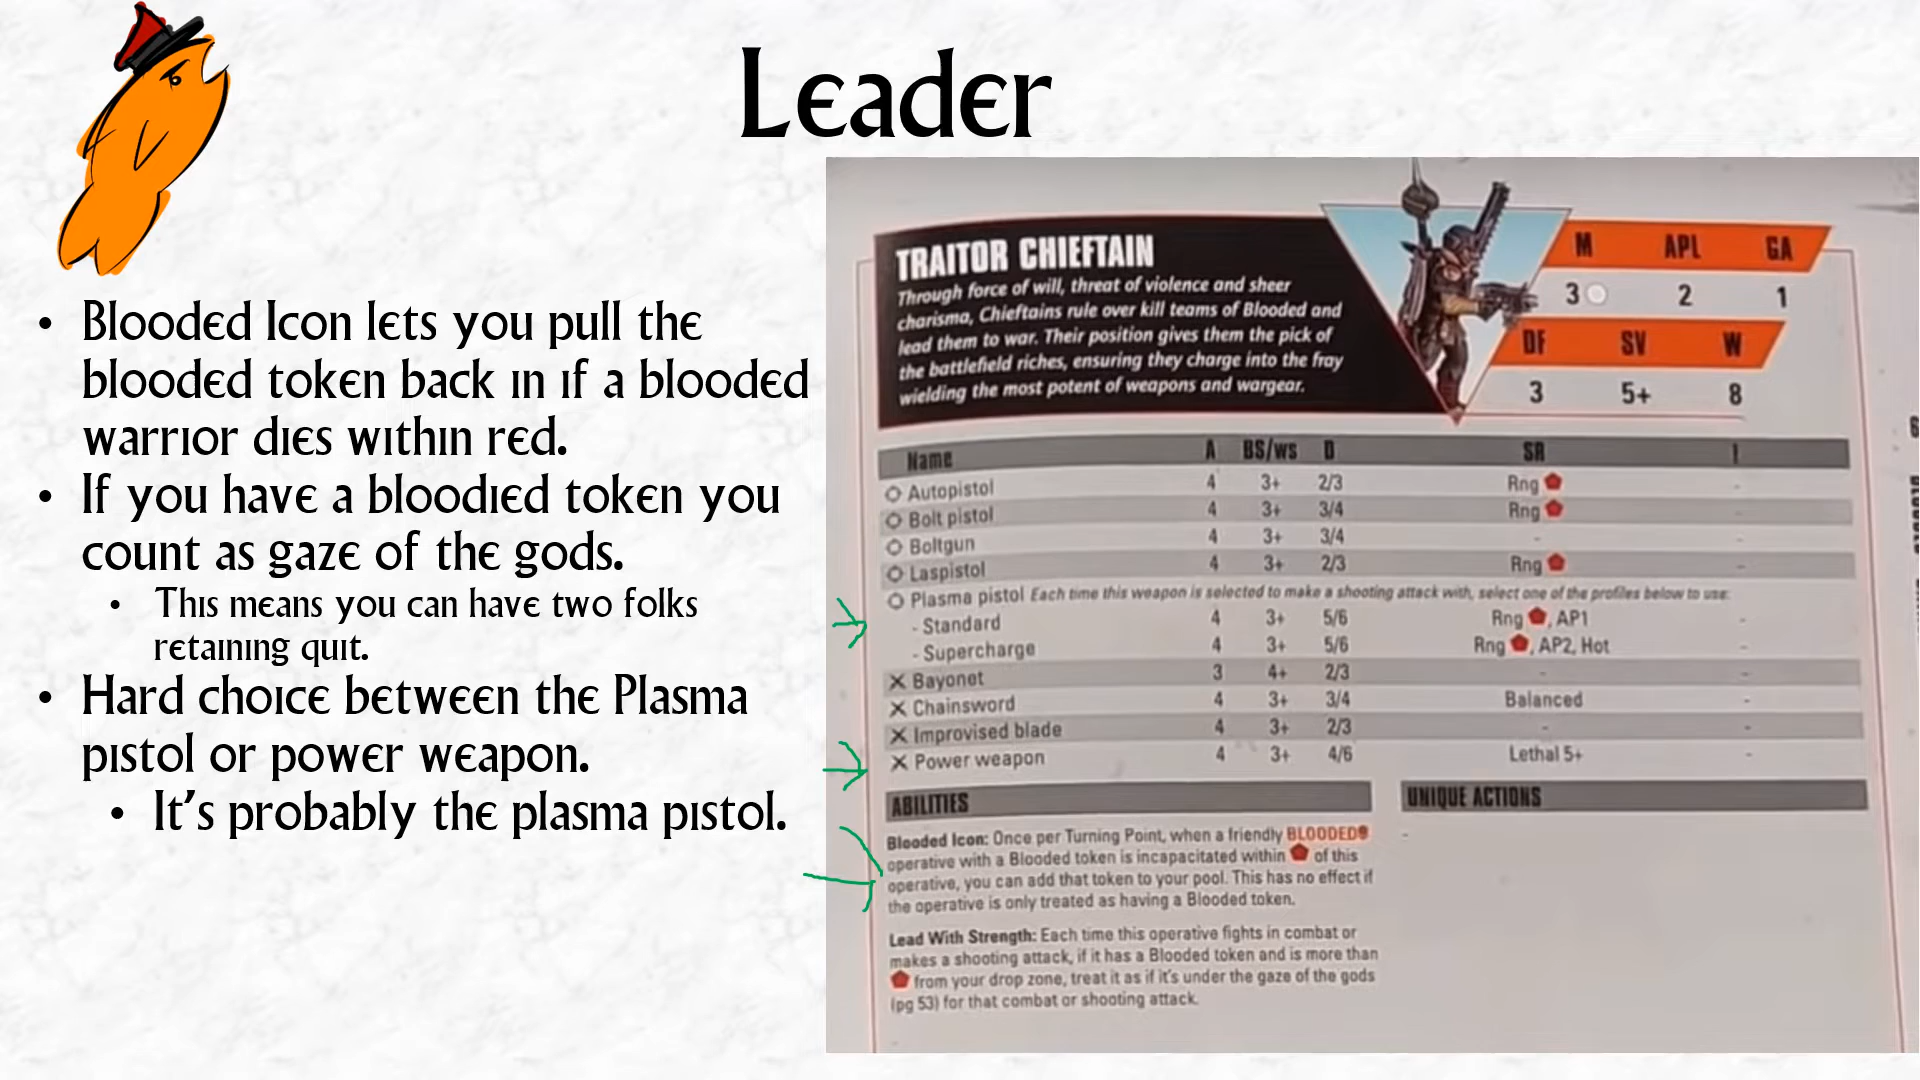 Leader
• Blooded Icon lets you pull the
blooded token back in if a blooded
warrior dies within red.
• If you have a bloodied token you
count as gaze of the gods.
• This means you can have two folks
retaining quit.
• Hard choice between the Plasma
pistol or power weapon.
• It's probably the plasma pistol.
TRAITOR CHIEFTAIN
Through force of will, threat of violence and sheer
charisma, Chieftains rule over kill teams of Blooded and
lead them to war. Their position gives them the pick of
the battlefield riches, ensuring they charge into the fray
wielding the most potent of weapons and wargear.
M APL GA
3 2 1
DF SV W
3 5+ 8
Name A BS/WS D SR !
Autopistol 4 3+ 2/3 Rng -
Bolt pistol 4 3+ 3/4 Rng -
Boltgun 4 3+ 3/4 - -
Laspistol 4 3+ 2/3 Rng -
Plasma pistol Each time this weapon is selected to make a shooting attack with, select one of the profiles below to use:
- Standard 4 3+ 5/6 Rng , AP1 -
- Supercharge 4 3+ 5/6 Rng , AP2, Hot -
Bayonet 3 4+ 2/3 - -
Chainsword 4 3+ 3/4 Balanced -
Improvised blade 4 3+ 2/3 - -
Power weapon 4 3+ 4/6 Lethal 5+ -
ABILITIES
Blooded Icon: Once per Turning Point, when a friendly BLOODED
operative with a Blooded token is incapacitated within of this
operative, you can add that token to your pool. This has no effect if
the operative is only treated as having a Blooded token.
Lead With Strength: Each time this operative fights in combat or
makes a shooting attack, if it has a Blooded token and is more than
from your drop zone, treat it as if it's under the gaze of the gods
(pg 53) for that combat or shooting attack.
UNIQUE ACTIONS
-